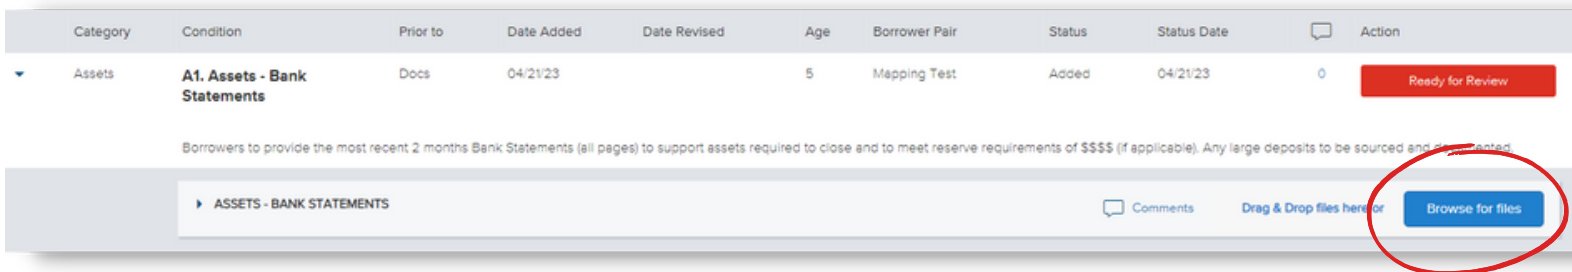 Category Condition Prior to Date Added Date Revised Age Borrower Pair Status Status Date Action
Assets A1. Assets - Bank Docs 04/21/23 5 Mapping Test Added 04/21/23 0 Ready for Review
Statements
Borrowers to provide the most recent 2 months Bank Statements (all pages) to support assets required to close and to meet reserve requirements of $$$$ (if applicable). Any large deposits to be sourced and documented.
ASSETS - BANK STATEMENTS Comments Drag & Drop files here or Browse for files